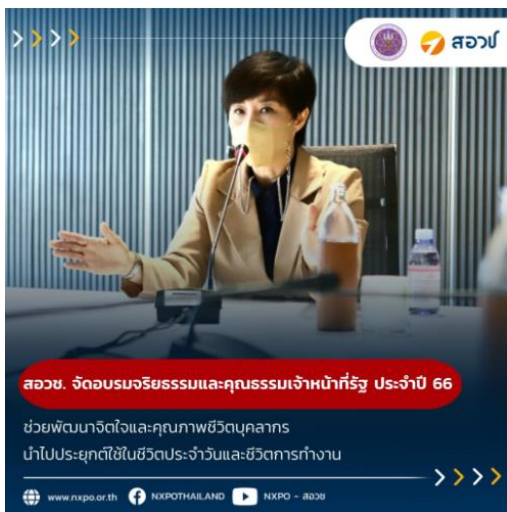 สอวช
สอวช. จัดอบรมจริยธรรมและคุณธรรมเจ้าหน้าที่รัฐ ประจำปี 66
ช่วยพัฒนาจิตใจและคุณภาพชีวิตบุคลากร
นำไปประยุกต์ใช้ในชีวิตประจำวันและชีวิตการทำงาน
www.nxpo.or.th NXPOTHAILAND NXPO - สอวช